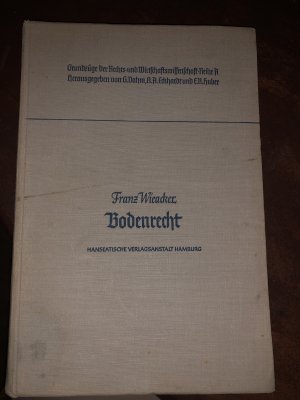 Grundzüge der Rechts- und Wirtschaftswissenschaft · Reihe A
Herausgegeben von G. Dahm, K. A. Eckhardt und E. R. Huber
Franz Wieacker
Bodenrecht
HANSEATISCHE VERLAGSANSTALT HAMBURG